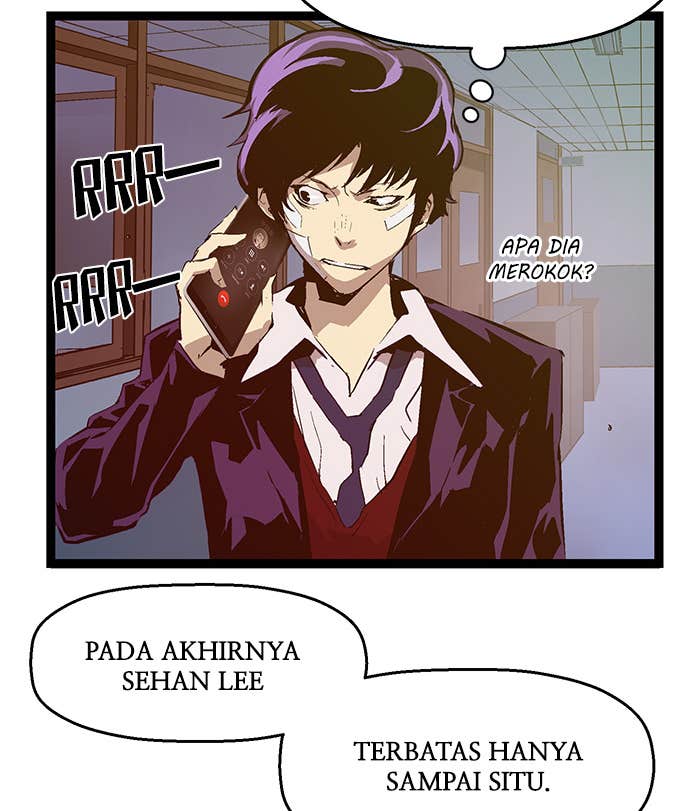 RRR—
RRR—
APA DIA
MEROKOK?
PADA AKHIRNYA
SEHAN LEE
TERBATAS HANYA
SAMPAI SITU.